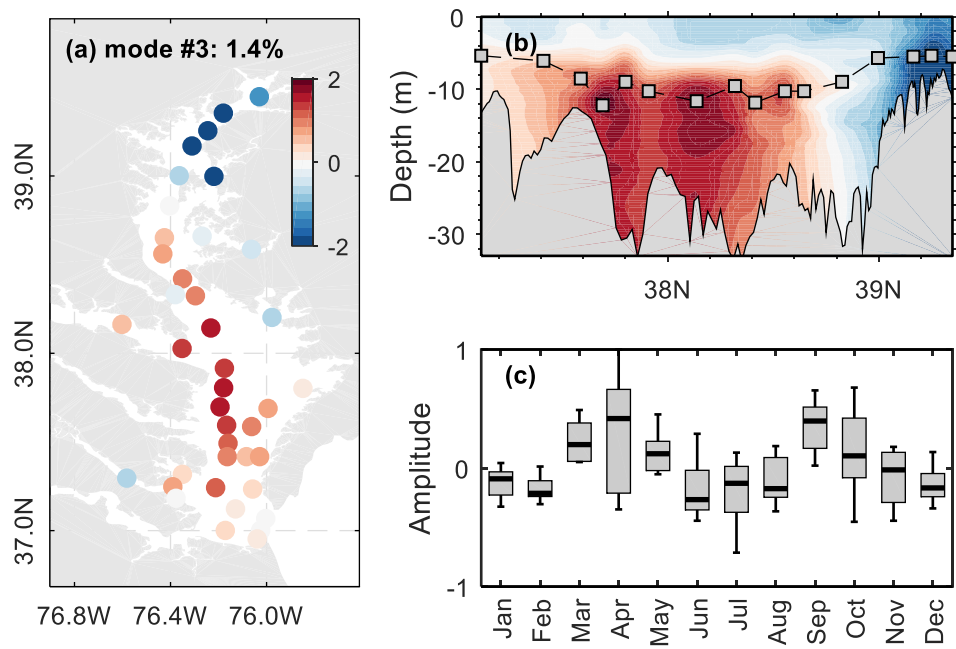 (a) mode #3: 1.4%
2
0
-2
39.0N
38.0N
37.0N
76.8W
76.4W
76.0W
(b)
Depth (m)
0
-10
-20
-30
38N
39N
(c)
Amplitude
1
0
-1
Jan
Feb
Mar
Apr
May
Jun
Jul
Aug
Sep
Oct
Nov
Dec